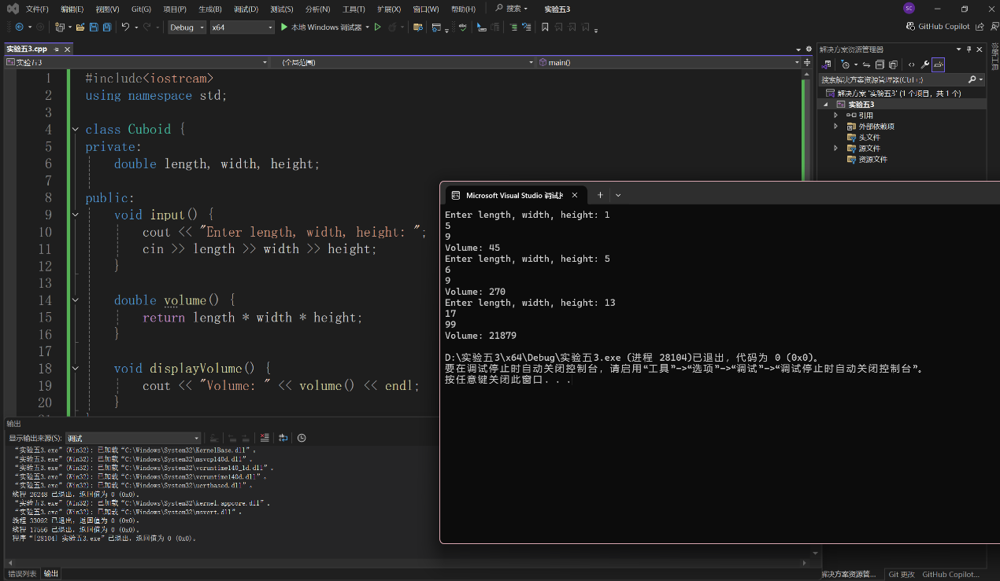 文件(F) 编辑(E) 视图(V) Git(G) 项目(P) 生成(B) 调试(D) 测试(S) 分析(N) 工具(T) 扩展(X) 窗口(W) 帮助(H) 搜索 实验五3 SC
Debug x64 本地 Windows 调试器 GitHub Copilot
实验五3.cpp
实验五3 (全局范围) main()
1 #include<iostream>
2 using namespace std;
3
4 class Cuboid {
5 private:
6 double length, width, height;
7
8 public:
9 void input() {
10 cout << "Enter length, width, height: ";
11 cin >> length >> width >> height;
12 }
13
14 double volume() {
15 return length * width * height;
16 }
17
18 void displayVolume() {
19 cout << "Volume: " << volume() << endl;
20 }
解决方案资源管理器
搜索解决方案资源管理器(Ctrl+;)
解决方案 '实验五3' (1 个项目，共 1 个)
实验五3
引用
外部依赖项
头文件
源文件
资源文件
Microsoft Visual Studio 调试
Enter length, width, height: 1
5
9
Volume: 45
Enter length, width, height: 5
6
9
Volume: 270
Enter length, width, height: 13
17
99
Volume: 21879
D:\实验五3\x64\Debug\实验五3.exe (进程 28104)已退出，代码为 0 (0x0)。
要在调试停止时自动关闭控制台，请启用“工具”->“选项”->“调试”->“调试停止时自动关闭控制台”。
按任意键关闭此窗口. . .
输出
显示输出来源(S): 调试
“实验五3.exe”(Win32): 已加载“C:\Windows\System32\KernelBase.dll”。
“实验五3.exe”(Win32): 已加载“C:\Windows\System32\msvcp140d.dll”。
“实验五3.exe”(Win32): 已加载“C:\Windows\System32\vcruntime140_1d.dll”。
“实验五3.exe”(Win32): 已加载“C:\Windows\System32\vcruntime140d.dll”。
“实验五3.exe”(Win32): 已加载“C:\Windows\System32\ucrtbased.dll”。
线程 26248 已退出，返回值为 0 (0x0)。
“实验五3.exe”(Win32): 已加载“C:\Windows\System32\kernel.appcore.dll”。
“实验五3.exe”(Win32): 已加载“C:\Windows\System32\msvcrt.dll”。
线程 33092 已退出，返回值为 0 (0x0)。
线程 17556 已退出，返回值为 0 (0x0)。
程序“[28104] 实验五3.exe”已退出，返回值为 0 (0x0)。
错误列表 输出
解决方案资源管... Git 更改 GitHub Copilot...